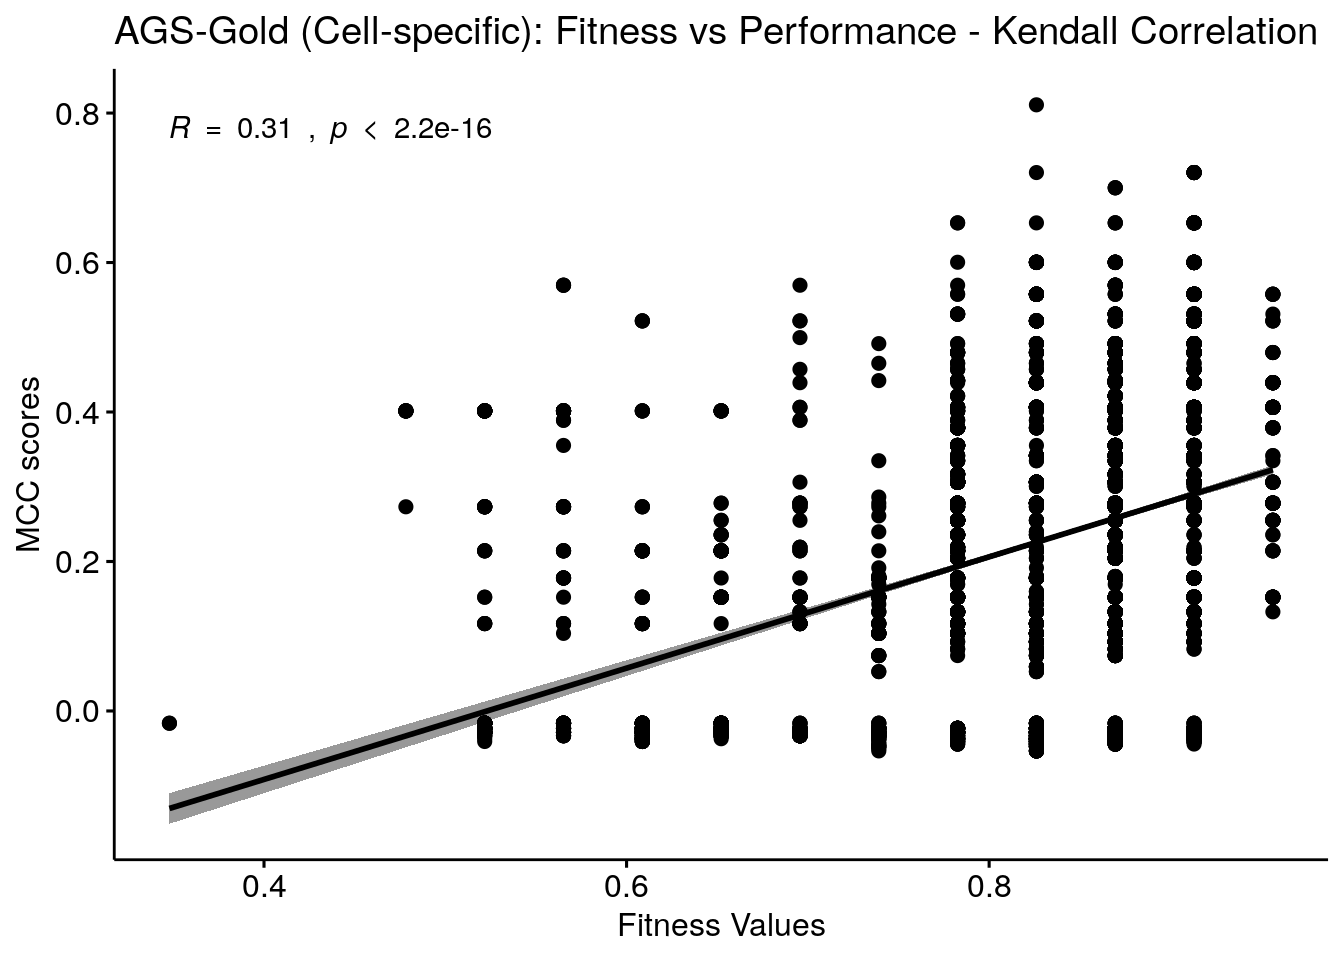 AGS-Gold (Cell-specific): Fitness vs Performance - Kendall Correlation
R = 0.31 , p < 2.2e-16
MCC scores
0.8
0.6
0.4
0.2
0.0
0.4 0.6 0.8
Fitness Values